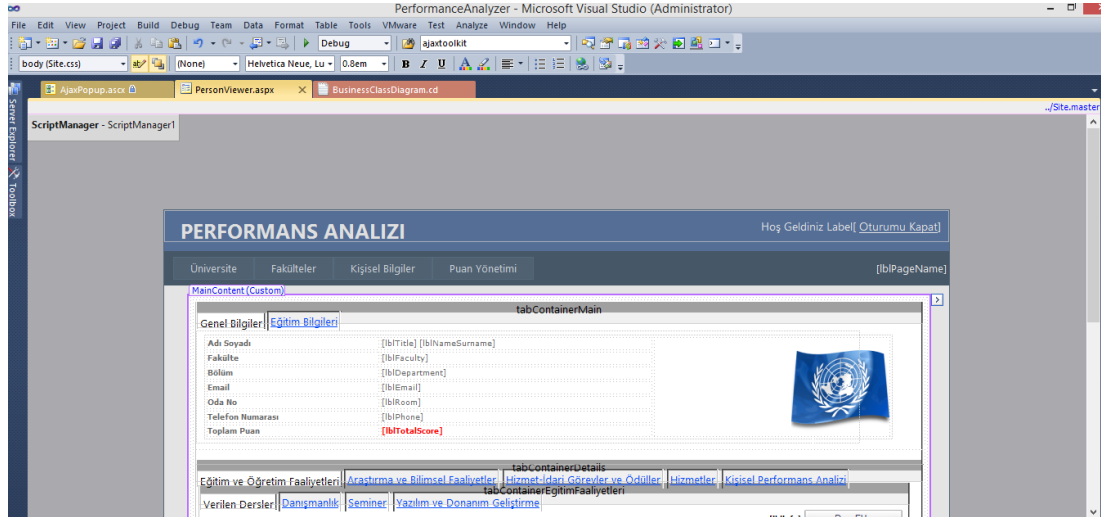 PerformanceAnalyzer - Microsoft Visual Studio (Administrator)
File Edit View Project Build Debug Team Data Format Table Tools VMware Test Analyze Window Help
Debug ajaxtoolkit
body (Site.css) (None) Helvetica Neue, Lu 0.8em B I U A
AjaxPopup.ascx PersonViewer.aspx BusinessClassDiagram.cd
../Site.master
Server Explorer
Toolbox
ScriptManager - ScriptManager1
PERFORMANS ANALIZI
Hoş Geldiniz Label[ Oturumu Kapat]
Üniversite Fakülteler Kişisel Bilgiler Puan Yönetimi [lblPageName]
MainContent (Custom)
tabContainerMain
Genel Bilgiler Eğitim Bilgileri
Adı Soyadı [lblTitle] [lblNameSurname]
Fakülte [lblFaculty]
Bölüm [lblDepartment]
Email [lblEmail]
Oda No [lblRoom]
Telefon Numarası [lblPhone]
Toplam Puan [lblTotalScore]
tabContainerDetails
Eğitim ve Öğretim Faaliyetleri Araştırma ve Bilimsel Faaliyetler Hizmet-İdari Görevler ve Ödüller Hizmetler Kişisel Performans Analizi
tabContainerEgitimFaaliyetleri
Verilen Dersler Danışmanlık Seminer Yazılım ve Donanım Geliştirme